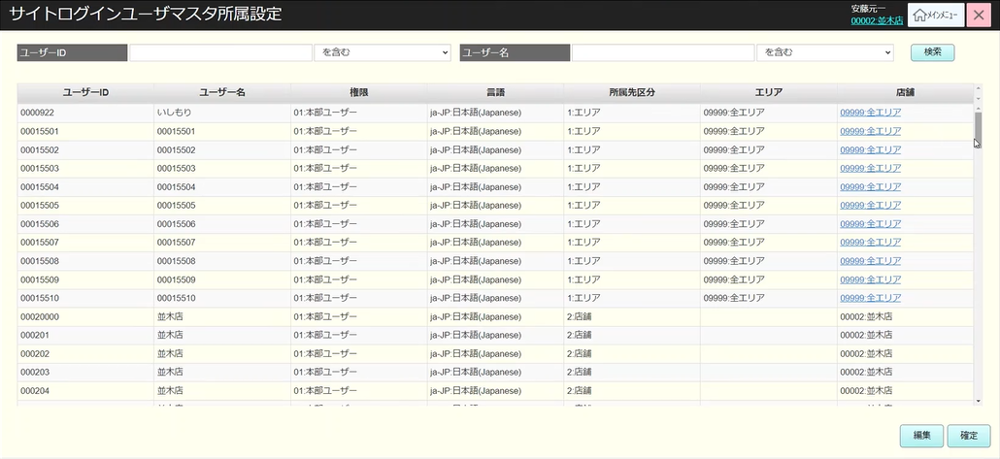 サイトログインユーザマスタ所属設定
安藤元一
00002:並木店
メインメニュー
ユーザーID を含む ユーザー名 を含む 検索
ユーザーID ユーザー名 権限 言語 所属先区分 エリア 店舗
0000922 いしもり 01:本部ユーザー ja-JP:日本語(Japanese) 1:エリア 09999:全エリア 09999:全エリア
00015501 00015501 01:本部ユーザー ja-JP:日本語(Japanese) 1:エリア 09999:全エリア 09999:全エリア
00015502 00015502 01:本部ユーザー ja-JP:日本語(Japanese) 1:エリア 09999:全エリア 09999:全エリア
00015503 00015503 01:本部ユーザー ja-JP:日本語(Japanese) 1:エリア 09999:全エリア 09999:全エリア
00015504 00015504 01:本部ユーザー ja-JP:日本語(Japanese) 1:エリア 09999:全エリア 09999:全エリア
00015505 00015505 01:本部ユーザー ja-JP:日本語(Japanese) 1:エリア 09999:全エリア 09999:全エリア
00015506 00015506 01:本部ユーザー ja-JP:日本語(Japanese) 1:エリア 09999:全エリア 09999:全エリア
00015507 00015507 01:本部ユーザー ja-JP:日本語(Japanese) 1:エリア 09999:全エリア 09999:全エリア
00015508 00015508 01:本部ユーザー ja-JP:日本語(Japanese) 1:エリア 09999:全エリア 09999:全エリア
00015509 00015509 01:本部ユーザー ja-JP:日本語(Japanese) 1:エリア 09999:全エリア 09999:全エリア
00015510 00015510 01:本部ユーザー ja-JP:日本語(Japanese) 1:エリア 09999:全エリア 09999:全エリア
00020000 並木店 01:本部ユーザー ja-JP:日本語(Japanese) 2:店舗 00002:並木店
000201 並木店 01:本部ユーザー ja-JP:日本語(Japanese) 2:店舗 00002:並木店
000202 並木店 01:本部ユーザー ja-JP:日本語(Japanese) 2:店舗 00002:並木店
000203 並木店 01:本部ユーザー ja-JP:日本語(Japanese) 2:店舗 00002:並木店
000204 並木店 01:本部ユーザー ja-JP:日本語(Japanese) 2:店舗 00002:並木店
編集 確定